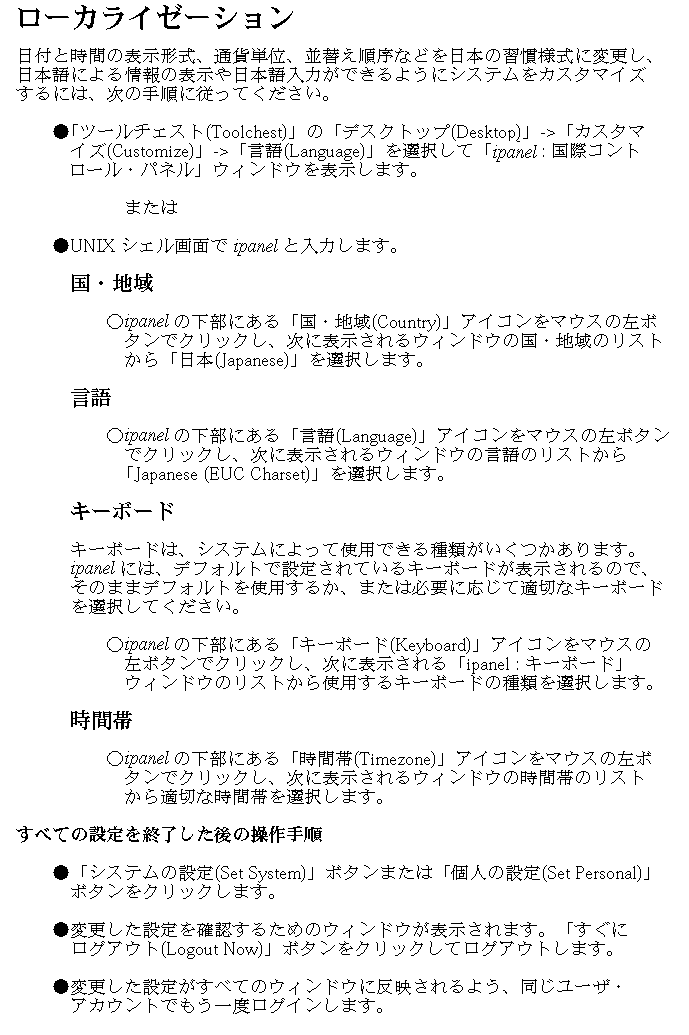 ローカライゼーション
日付と時間の表示形式、通貨単位、並替え順序などを日本の習慣様式に変更し、
日本語による情報の表示や日本語入力ができるようにシステムをカスタマイズ
するには、次の手順に従ってください。
●「ツールチェスト(Toolchest)」の「デスクトップ(Desktop)」->「カスタマ
イズ(Customize)」->「言語(Language)」を選択して「ipanel : 国際コント
ロール・パネル」ウィンドウを表示します。
または
●UNIX シェル画面で ipanel と入力します。
国・地域
○ipanel の下部にある「国・地域(Country)」アイコンをマウスの左ボ
タンでクリックし、次に表示されるウィンドウの国・地域のリスト
から「日本(Japanese)」を選択します。
言語
○ipanel の下部にある「言語(Language)」アイコンをマウスの左ボタン
でクリックし、次に表示されるウィンドウの言語のリストから
「Japanese (EUC Charset)」を選択します。
キーボード
キーボードは、システムによって使用できる種類がいくつかあります。
ipanel には、デフォルトで設定されているキーボードが表示されるので、
そのままデフォルトを使用するか、または必要に応じて適切なキーボード
を選択してください。
○ipanel の下部にある「キーボード(Keyboard)」アイコンをマウスの
左ボタンでクリックし、次に表示される「ipanel : キーボード」
ウィンドウのリストから使用するキーボードの種類を選択します。
時間帯
○ipanel の下部にある「時間帯(Timezone)」アイコンをマウスの左ボ
タンでクリックし、次に表示されるウィンドウの時間帯のリスト
から適切な時間帯を選択します。
すべての設定を終了した後の操作手順
●「システムの設定(Set System)」ボタンまたは「個人の設定(Set Personal)」
ボタンをクリックします。
●変更した設定を確認するためのウィンドウが表示されます。「すぐに
ログアウト(Logout Now)」ボタンをクリックしてログアウトします。
●変更した設定がすべてのウィンドウに反映されるよう、同じユーザ・
アカウントでもう一度ログインします。